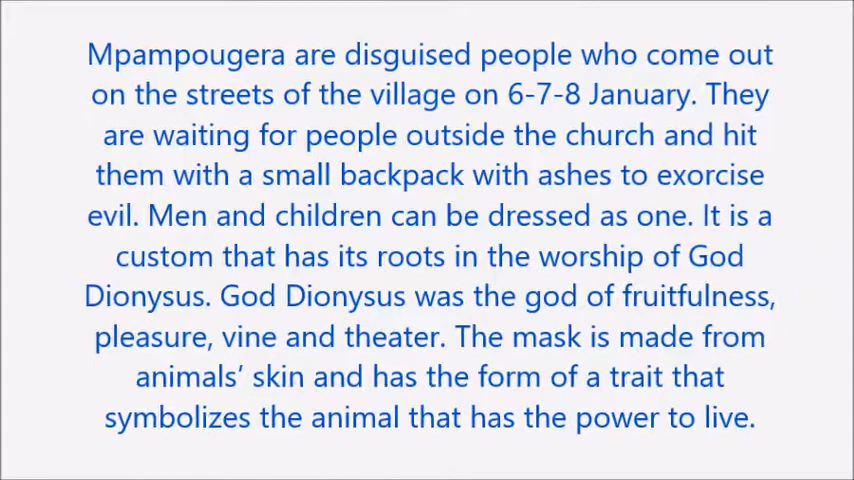 Mpampougera are disguised people who come out
on the streets of the village on 6-7-8 January. They
are waiting for people outside the church and hit
them with a small backpack with ashes to exorcise
evil. Men and children can be dressed as one. It is a
custom that has its roots in the worship of God
Dionysus. God Dionysus was the god of fruitfulness,
pleasure, vine and theater. The mask is made from
animals’ skin and has the form of a trait that
symbolizes the animal that has the power to live.